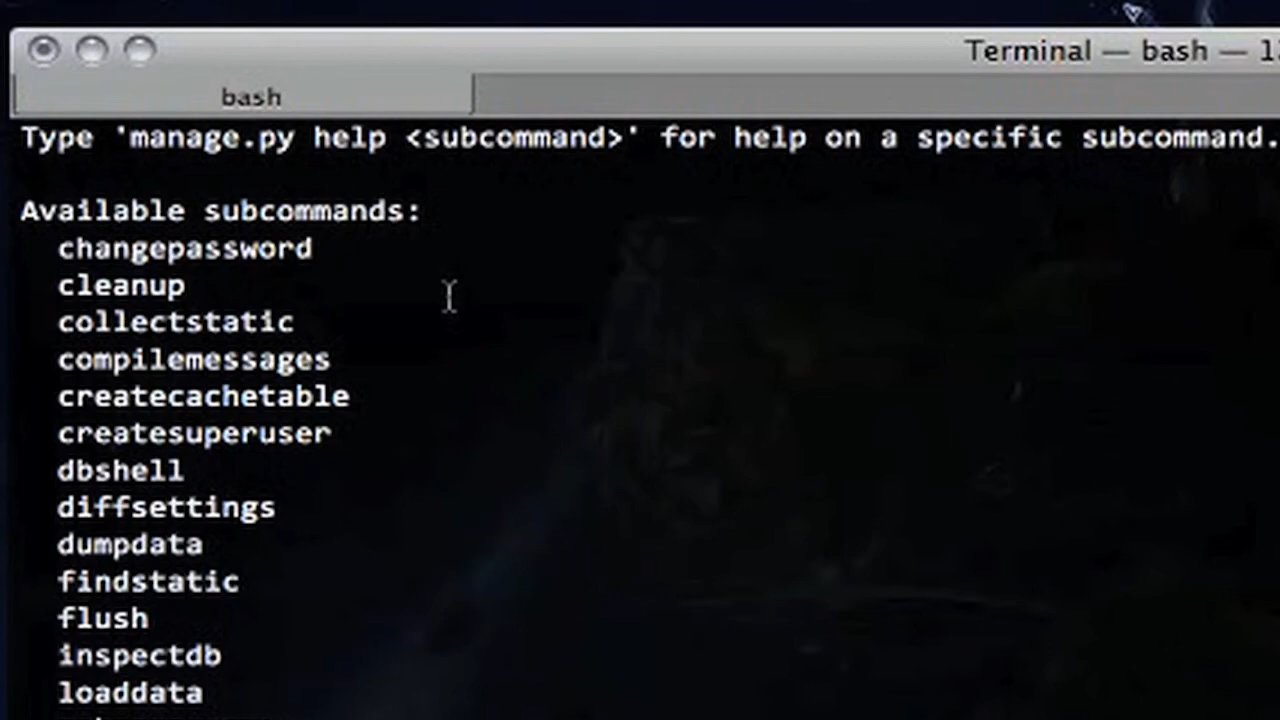 Terminal — bash —
bash
Type 'manage.py help <subcommand>' for help on a specific subcommand.
Available subcommands:
changepassword
cleanup
collectstatic
compilemessages
createcachetable
createsuperuser
dbshell
diffsettings
dumpdata
findstatic
flush
inspectdb
loaddata